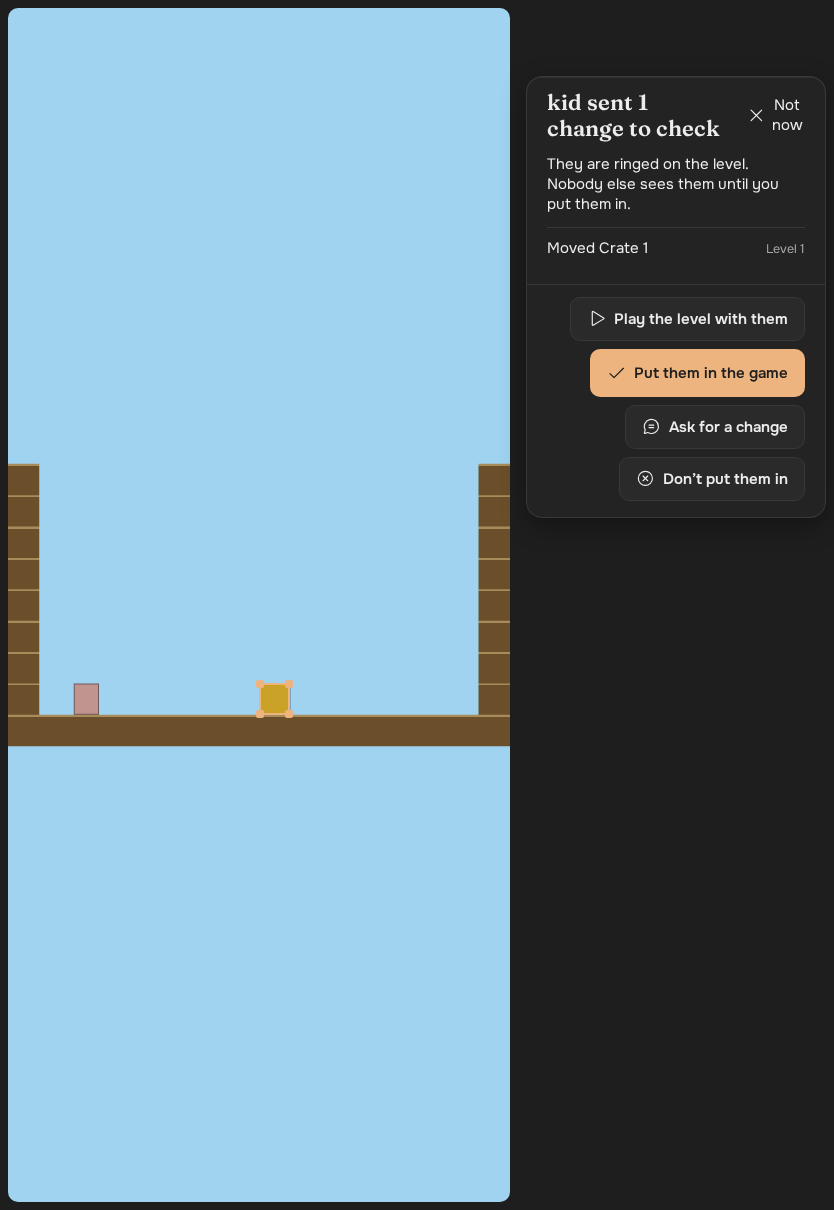 kid sent 1
change to check
Not
now
They are ringed on the level.
Nobody else sees them until you
put them in.
Moved Crate 1
Level 1
Play the level with them
Put them in the game
Ask for a change
Don’t put them in